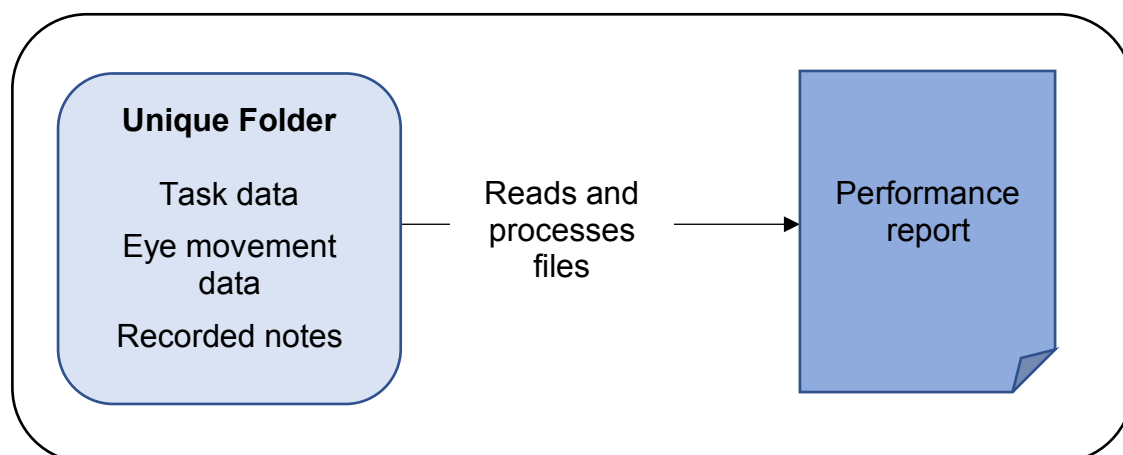 Unique Folder
Task data
Eye movement
data
Recorded notes
Reads and
processes
files
Performance
report